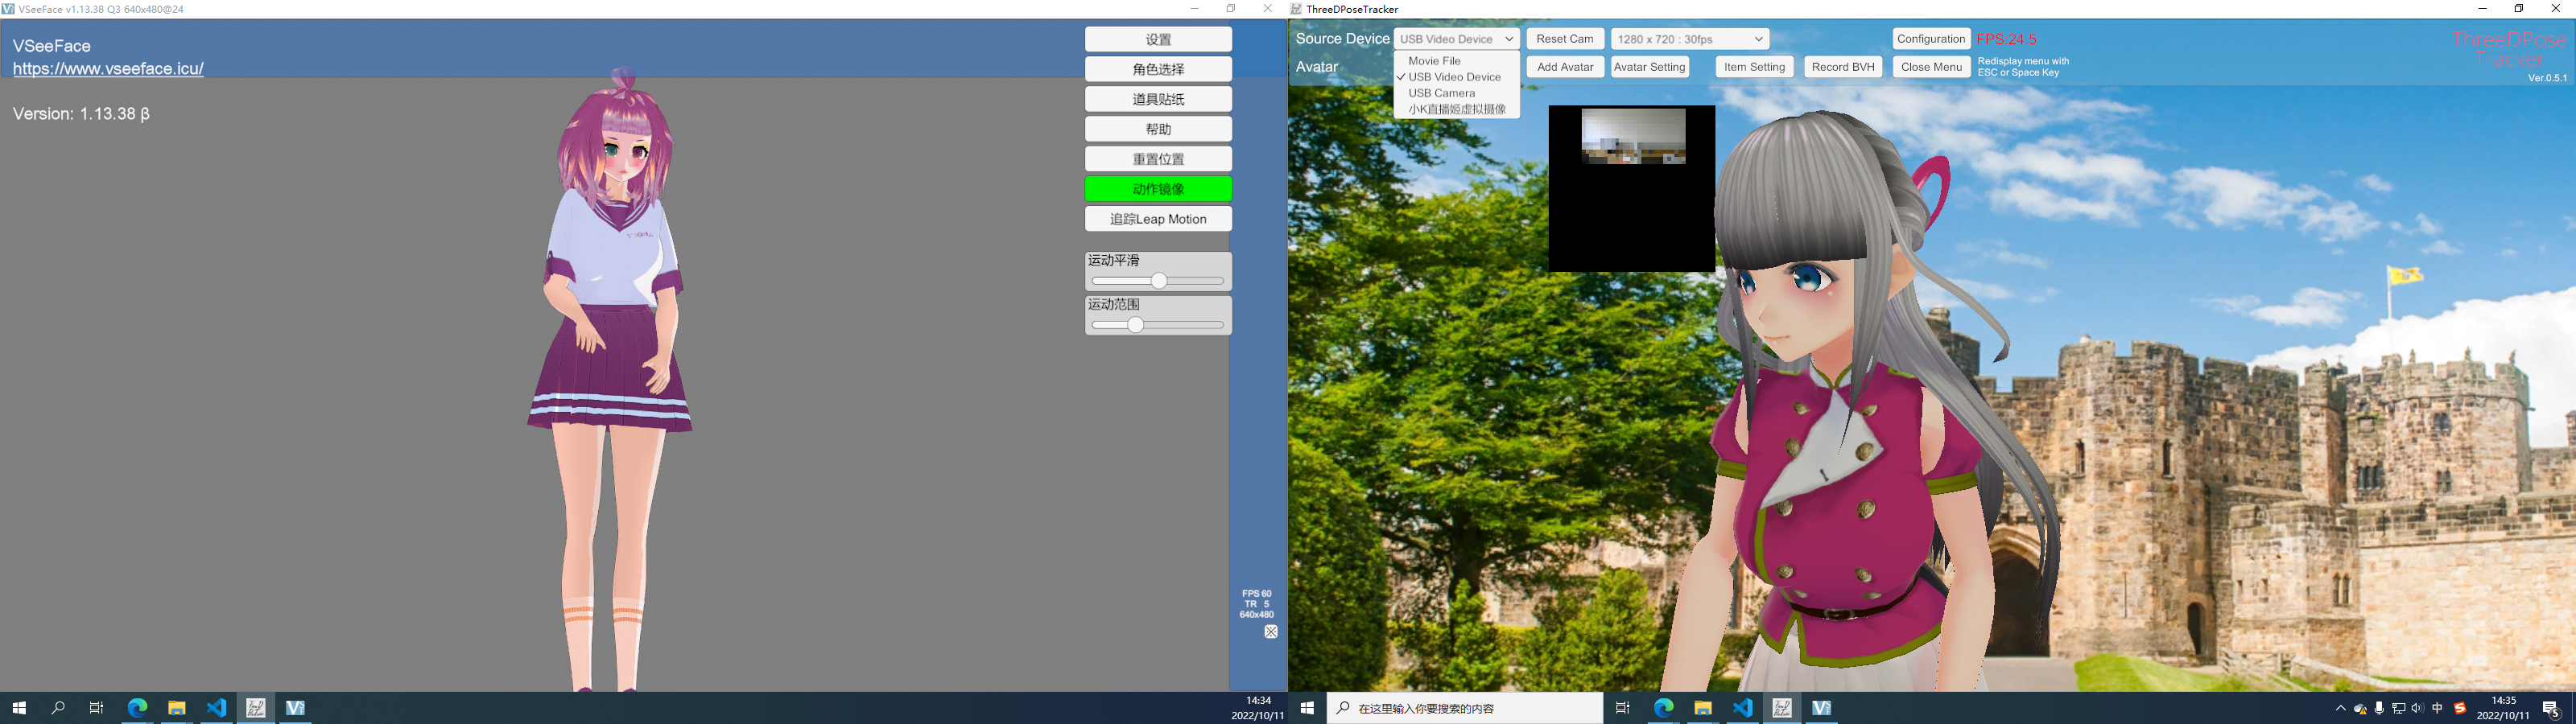 VSeeFace v1.13.38 Q3 640x480@24
VSeeFace
https://www.vseeface.icu/
Version: 1.13.38 β
设置
角色选择
道具贴纸
帮助
重置位置
动作镜像
追踪Leap Motion
运动平滑
运动范围
FPS 60
TR 5
640x480
14:34
2022/10/11
ThreeDPoseTracker
Source Device
USB Video Device
Reset Cam
1280 x 720 : 30fps
Configuration
FPS:24.5
ThreeDPose
Tracker
Ver.0.5.1
Avatar
Movie File
USB Video Device
USB Camera
小K直播姬虚拟摄像
Add Avatar
Avatar Setting
Item Setting
Record BVH
Close Menu
Redisplay menu with
ESC or Space Key
在这里输入你要搜索的内容
中
14:35
2022/10/11
5